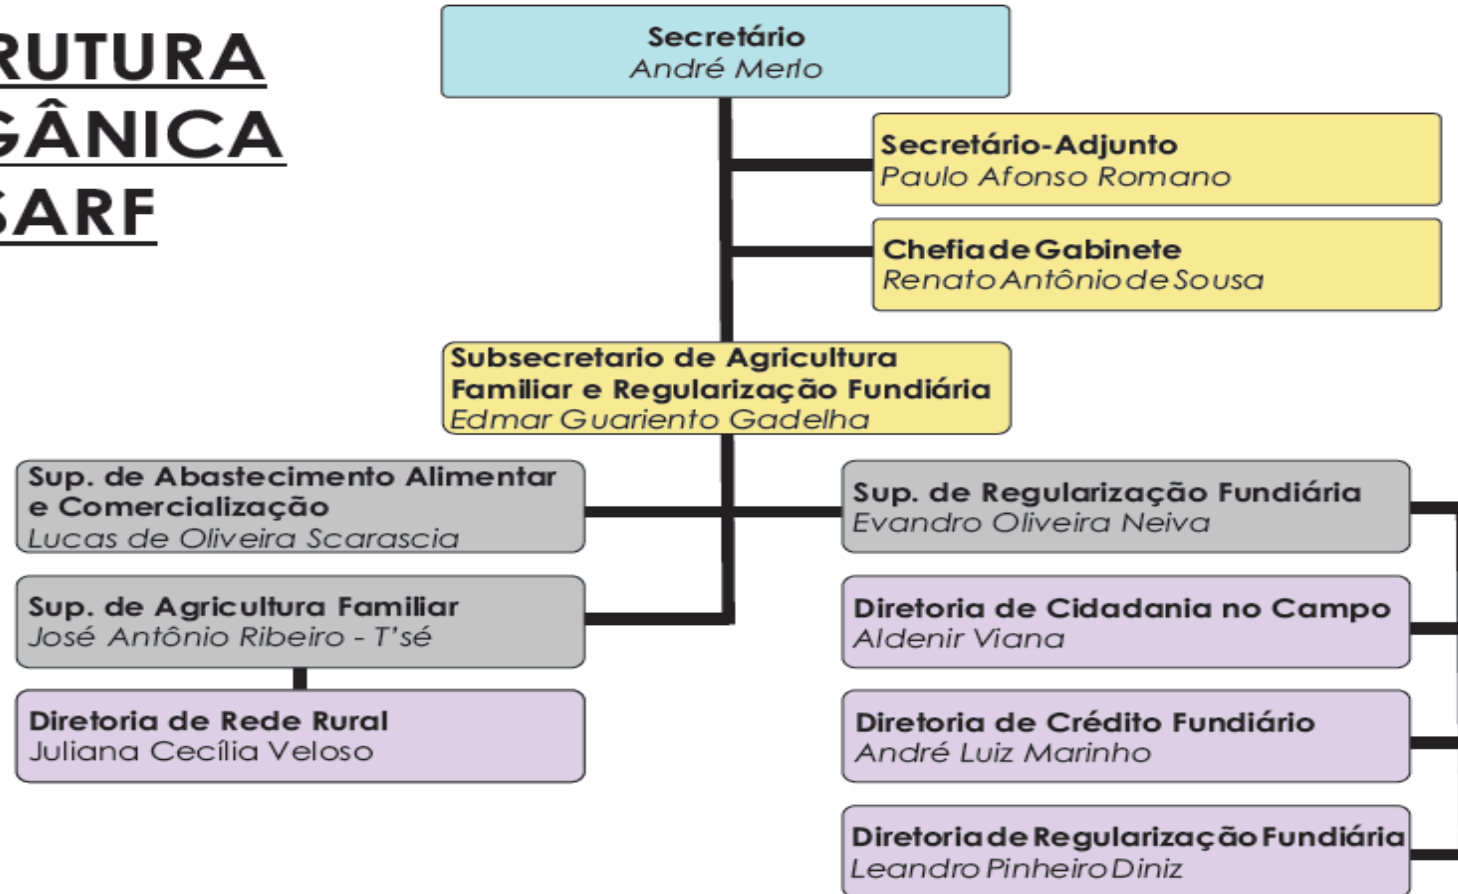 RUTURA
GÂNICA
SARF
Secretário
André Merlo
Secretário-Adjunto
Paulo Afonso Romano
Chefia de Gabinete
Renato Antônio de Sousa
Subsecretario de Agricultura
Familiar e Regularização Fundiária
Edmar Guariento Gadelha
Sup. de Abastecimento Alimentar
e Comercialização
Lucas de Oliveira Scarascia
Sup. de Agricultura Familiar
José Antônio Ribeiro - T’sé
Diretoria de Rede Rural
Juliana Cecília Veloso
Sup. de Regularização Fundiária
Evandro Oliveira Neiva
Diretoria de Cidadania no Campo
Aldenir Viana
Diretoria de Crédito Fundiário
André Luiz Marinho
Diretoria de Regularização Fundiária
Leandro Pinheiro Diniz